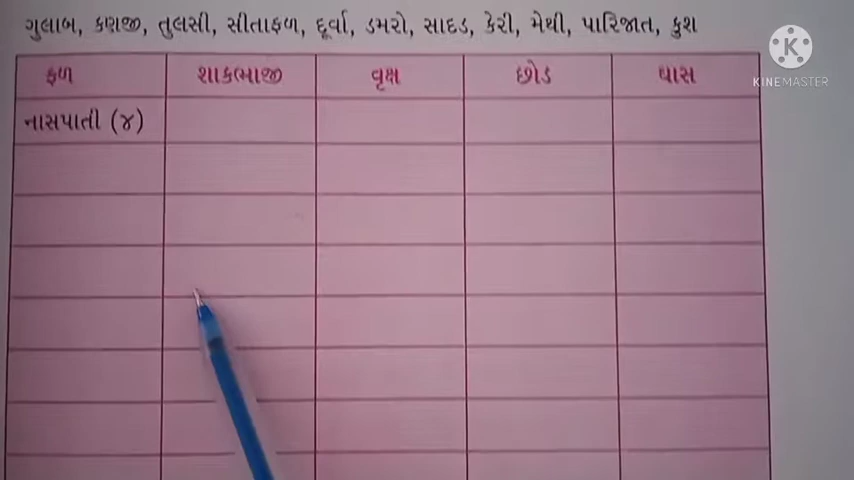 ગુલાબ, કણજી, તુલસી, સીતાફળ, દૂર્વા, ડમરો, સાદડ, કેરી, મેથી, પારિજાત, કુશ
ફળ શાકભાજી વૃક્ષ છોડ ઘાસ
નાસપાતી (૪)
K
KINEMASTER